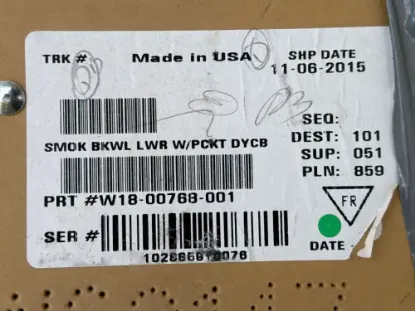 TRK # Made in USA SHP DATE
11-06-2015
SEQ:
SMOK BKWL LWR W/PCKT DYCB
DEST: 101
SUP: 051
PLN: 859
PRT #W18-00768-001
FR
SER #
DATE